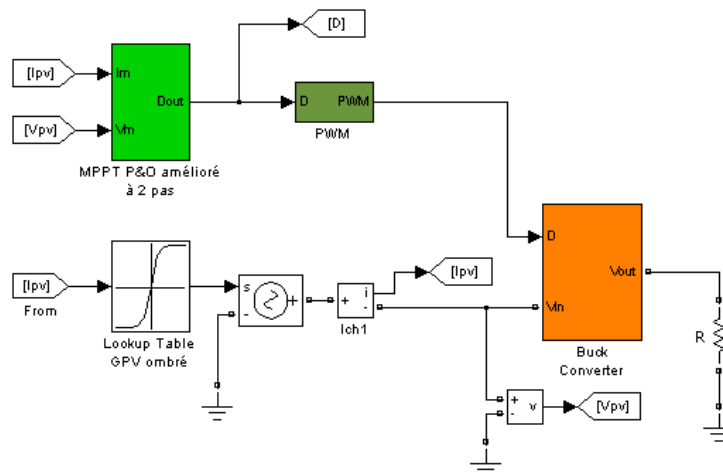 [D]
[Ipv]
Im
Dout
D
PWM
[Vpv]
Vm
PWM
MPPT P&O amélioré
à 2 pas
D
[Ipv]
Vout
[Ipv]
s
+
+
i
-
From
-
Ich1
Vin
R
Lookup Table
GPV ombré
Buck
Converter
+
-
v
[Vpv]